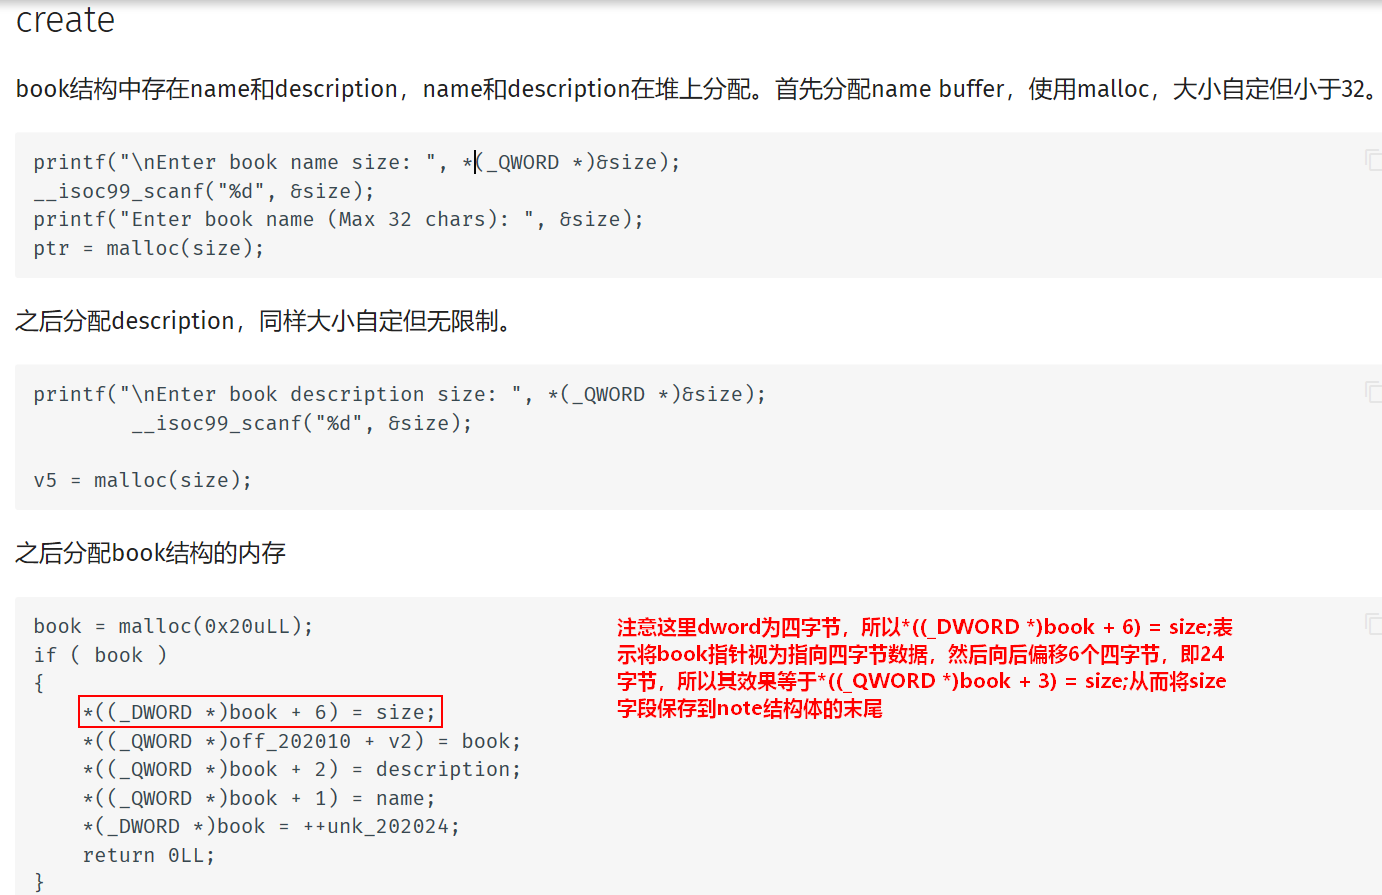 create
book结构中存在name和description，name和description在堆上分配。首先分配name buffer，使用malloc，大小自定但小于32。
printf("\nEnter book name size: ", *(_QWORD *)&size);
__isoc99_scanf("%d", &size);
printf("Enter book name (Max 32 chars): ", &size);
ptr = malloc(size);
之后分配description，同样大小自定但无限制。
printf("\nEnter book description size: ", *(_QWORD *)&size);
        __isoc99_scanf("%d", &size);
v5 = malloc(size);
之后分配book结构的内存
book = malloc(0x20uLL);
if ( book )
{
    *((_DWORD *)book + 6) = size;
    *((_QWORD *)off_202010 + v2) = book;
    *((_QWORD *)book + 2) = description;
    *((_QWORD *)book + 1) = name;
    *(_DWORD *)book = ++unk_202024;
    return 0LL;
}
注意这里dword为四字节，所以*((_DWORD *)book + 6) = size;表
示将book指针视为指向四字节数据，然后向后偏移6个四字节，即24
字节，所以其效果等于*((_QWORD *)book + 3) = size;从而将size
字段保存到note结构体的末尾